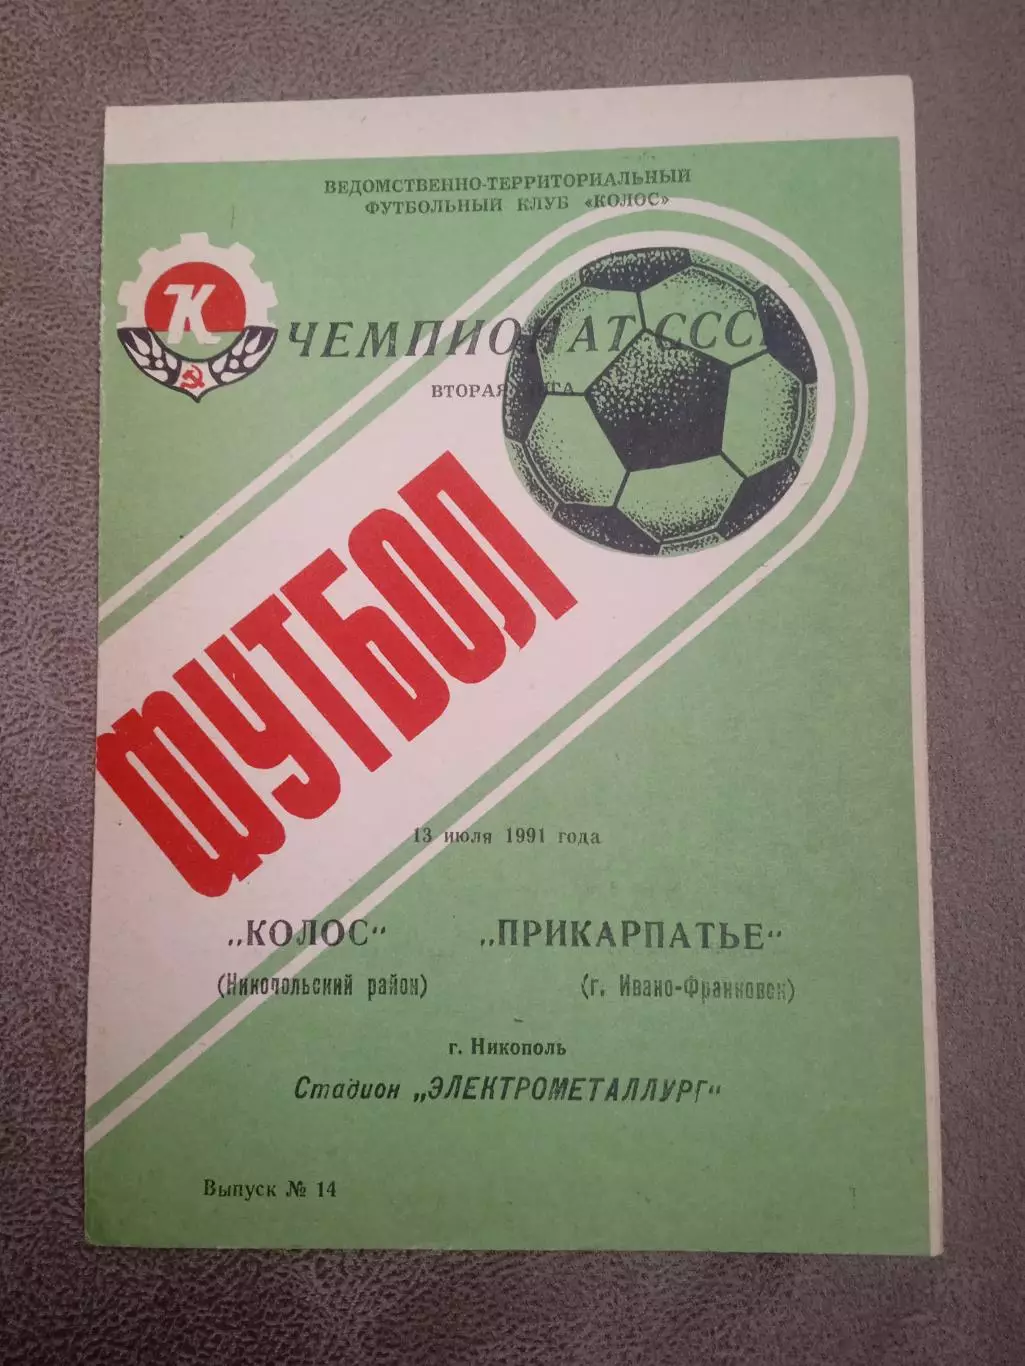 ВЕДОМСТВЕННО-ТЕРРИТОРИАЛЬНЫЙ
ФУТБОЛЬНЫЙ КЛУБ «КОЛОС»
К
ЧЕМПИОНАТ СССР
ВТОРАЯ ЛИГА
ФУТБОЛ
13 июля 1991 года
„КОЛОС“ „ПРИКАРПАТЬЕ“
(Никопольский район) (г. Ивано-Франковск)
г. Никополь
Стадион „ЭЛЕКТРОМЕТАЛЛУРГ“
Выпуск № 14